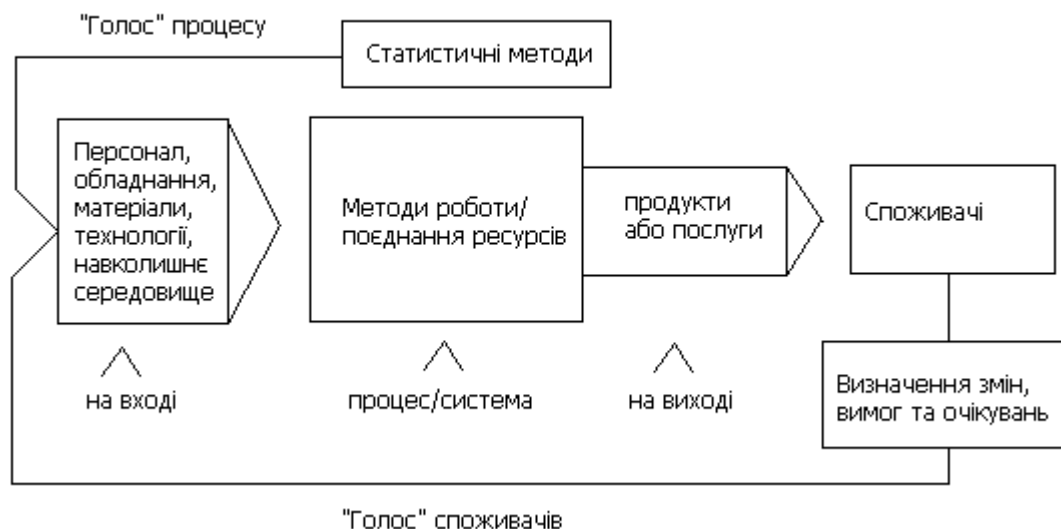 "Голос" процесу
Статистичні методи
Персонал,
обладнання,
матеріали,
технології,
навколишнє
середовище
Методи роботи/
поєднання ресурсів
продукти
або послуги
Споживачі
на вході
процес/система
на виході
Визначення змін,
вимог та очікувань
"Голос" споживачів